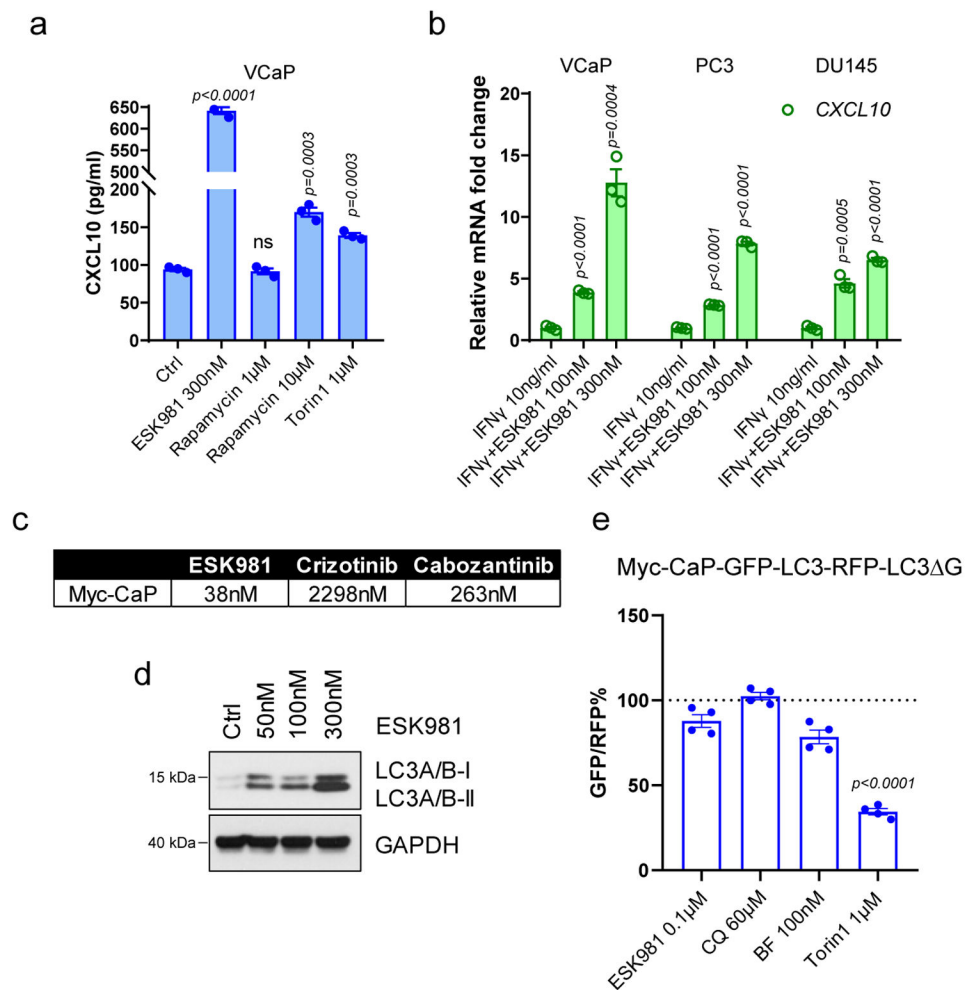 a
VCaP
CXCL10 (pg/ml)
650
625
600
575
550
525
500
200
150
100
50
0
p<0.0001
ns
p=0.0003
p=0.0003
Ctrl
ESK981 300nM
Rapamycin 1μM
Rapamycin 10μM
Torin1 1μM
b
VCaP
PC3
DU145
CXCL10
Relative mRNA fold change
20
15
10
5
0
p<0.0001
p=0.0004
p<0.0001
p<0.0001
p=0.0005
p<0.0001
IFNγ 10ng/ml
IFNγ+ESK981 100nM
IFNγ+ESK981 300nM
IFNγ 10ng/ml
IFNγ+ESK981 100nM
IFNγ+ESK981 300nM
IFNγ 10ng/ml
IFNγ+ESK981 100nM
IFNγ+ESK981 300nM
c
ESK981 Crizotinib Cabozantinib
Myc-CaP 38nM 2298nM 263nM
d
Ctrl
50nM
100nM
300nM
ESK981
15 kDa
LC3A/B-I
LC3A/B-II
40 kDa
GAPDH
e
Myc-CaP-GFP-LC3-RFP-LC3ΔG
GFP/RFP%
150
100
50
0
p<0.0001
ESK981 0.1μM
CQ 60μM
BF 100nM
Torin1 1μM